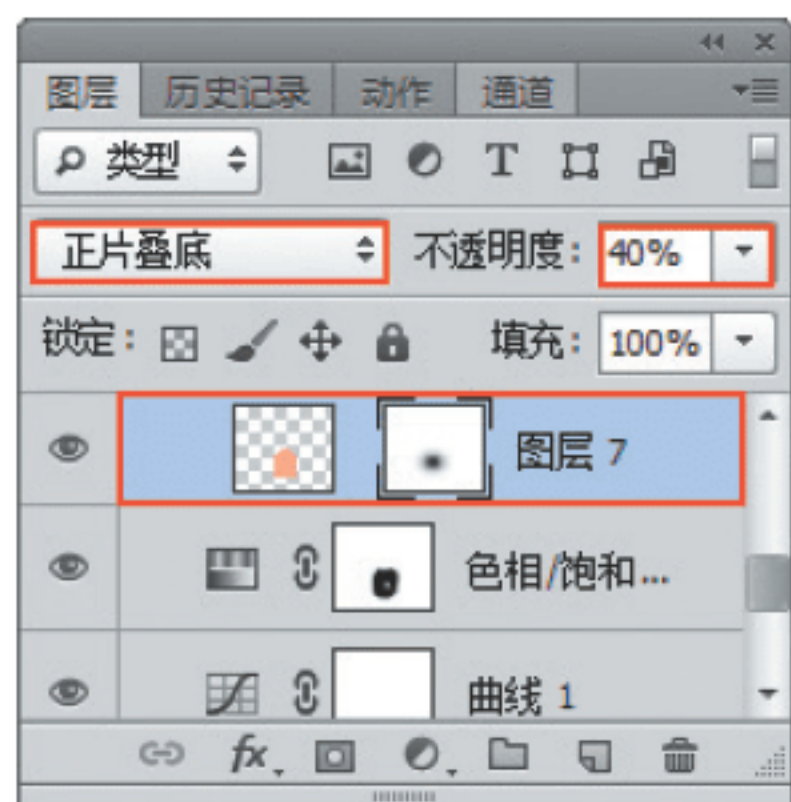 图层 历史记录 动作 通道
类型 T
正片叠底 不透明度: 40%
锁定: 填充: 100%
图层 7
色相/饱和...
曲线 1
fx